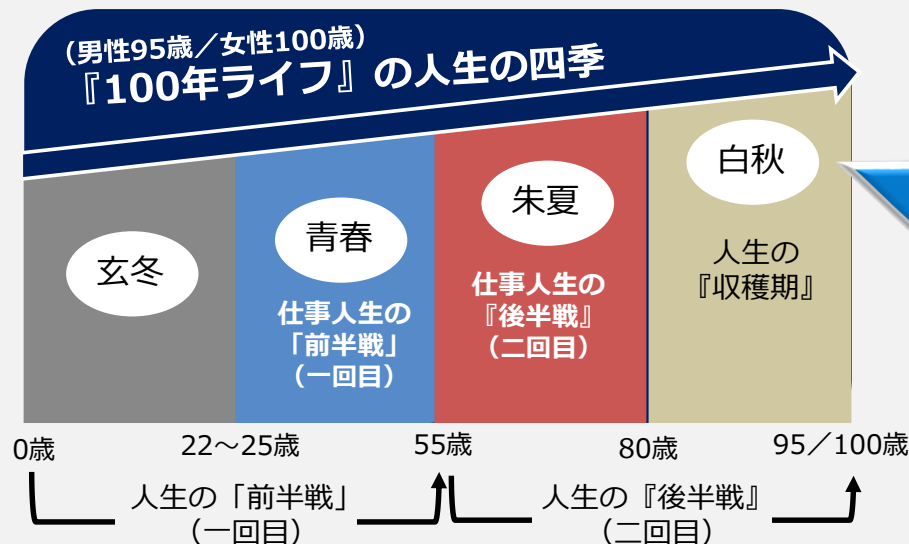 （男性95歳／女性100歳）
『100年ライフ』の人生の四季
玄冬
青春
仕事人生の
「前半戦」
（一回目）
朱夏
仕事人生の
『後半戦』
（二回目）
白秋
人生の
『収穫期』
0歳
22～25歳
55歳
80歳
95／100歳
人生の「前半戦」
（一回目）
人生の『後半戦』
（二回目）